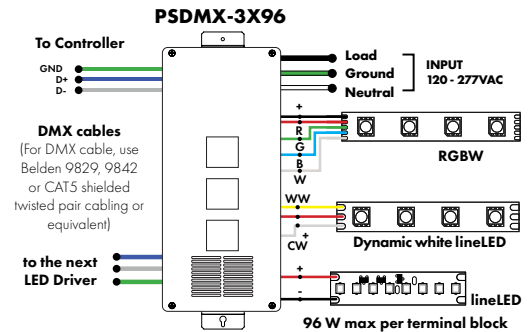 PSDMX-3X96
To Controller
GND
D+
D-
DMX cables
(For DMX cable, use
Belden 9829, 9842
or CAT5 shielded
twisted pair cabling or
equivalent)
to the next
LED Driver
Load
Ground
Neutral
INPUT
120 - 277VAC
+
R
G
B
W
RGBW
WW
+
CW
Dynamic white lineLED
+
-
lineLED
96 W max per terminal block